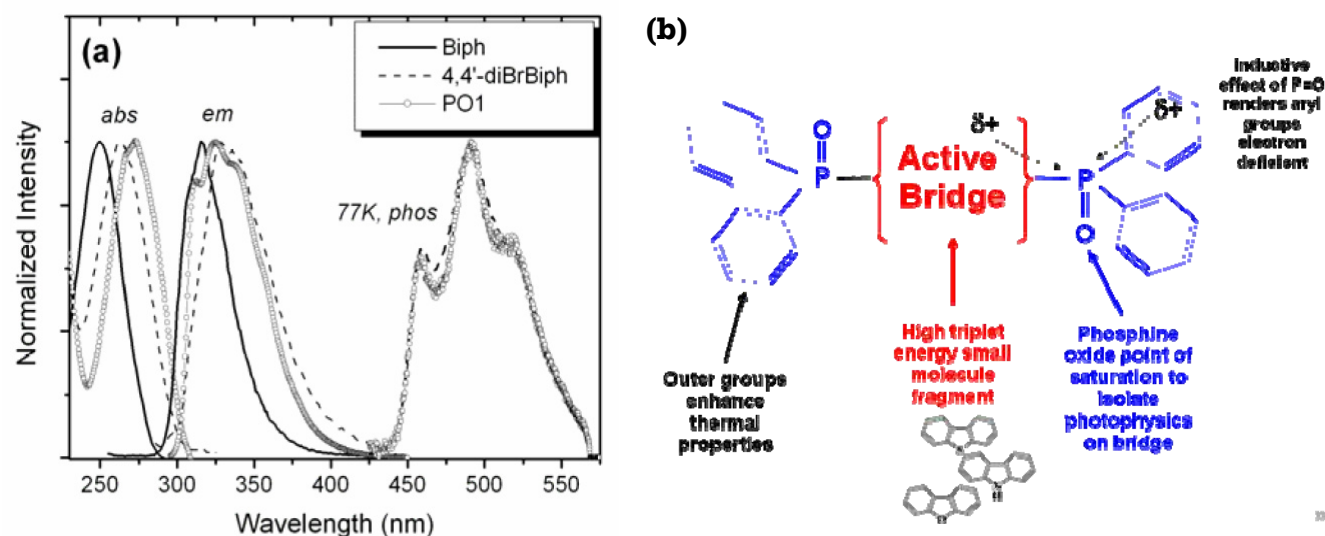 (a)
Biph
4,4'-diBrBiph
PO1
abs
em
77K, phos
Normalized Intensity
250
300
350
400
450
500
550
Wavelength (nm)
(b)
Inductive
effect of P=O
renders aryl
groups
electron
deficient
δ+
δ+
O
P
Active
Bridge
P
O
High triplet
energy small
molecule
fragment
Phosphine
oxide point of
saturation to
isolate
photophysics
on bridge
Outer groups
enhance
thermal
properties